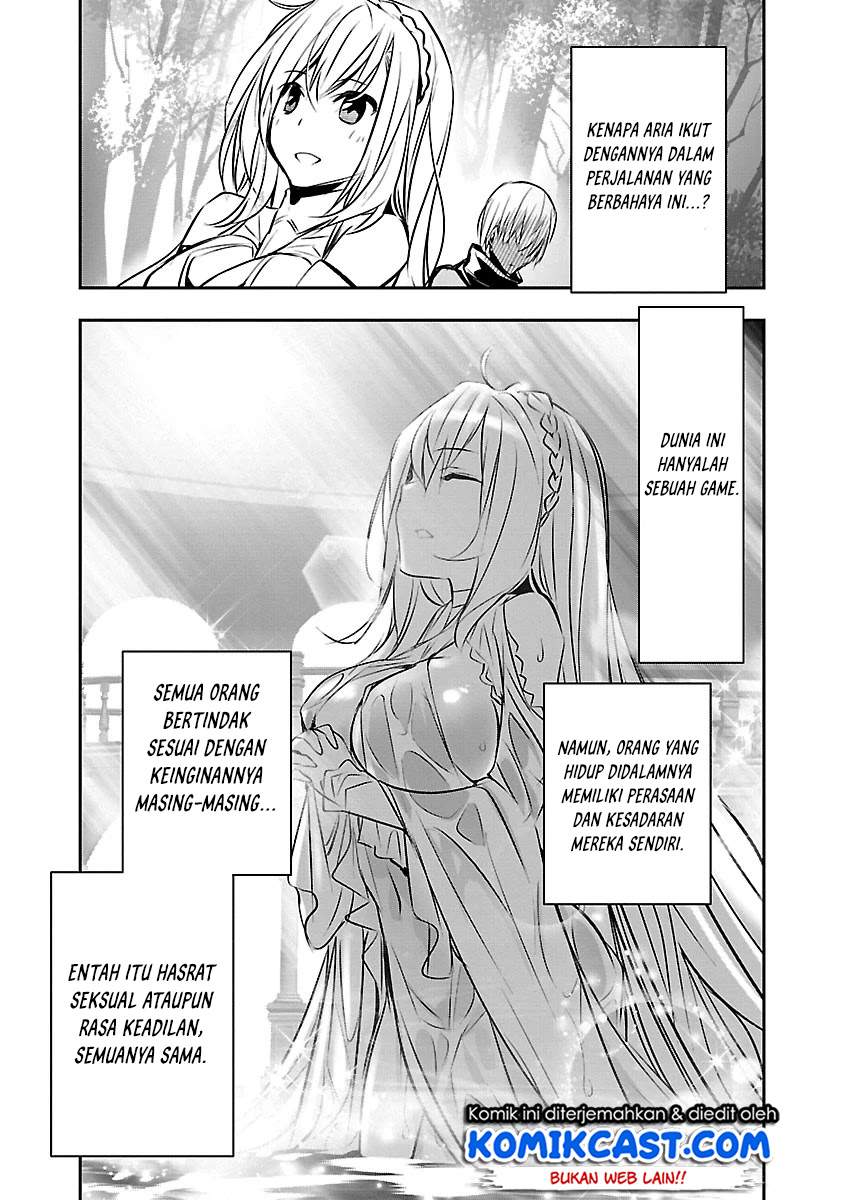 KENAPA ARIA IKUT
DENGANNYA DALAM
PERJALANAN YANG
BERBAHAYA INI...?
DUNIA INI
HANYALAH
SEBUAH GAME.
NAMUN, ORANG YANG
HIDUP DIDALAMNYA
MEMILIKI PERASAAN
DAN KESADARAN
MEREKA SENDIRI.
SEMUA ORANG
BERTINDAK
SESUAI DENGAN
KEINGINANNYA
MASING-MASING...
ENTAH ITU HASRAT
SEKSUAL ATAUPUN
RASA KEADILAN,
SEMUANYA SAMA.
Komik ini diterjemahkan & diedit oleh
KOMIKCAST.COM
BUKAN WEB LAIN!!